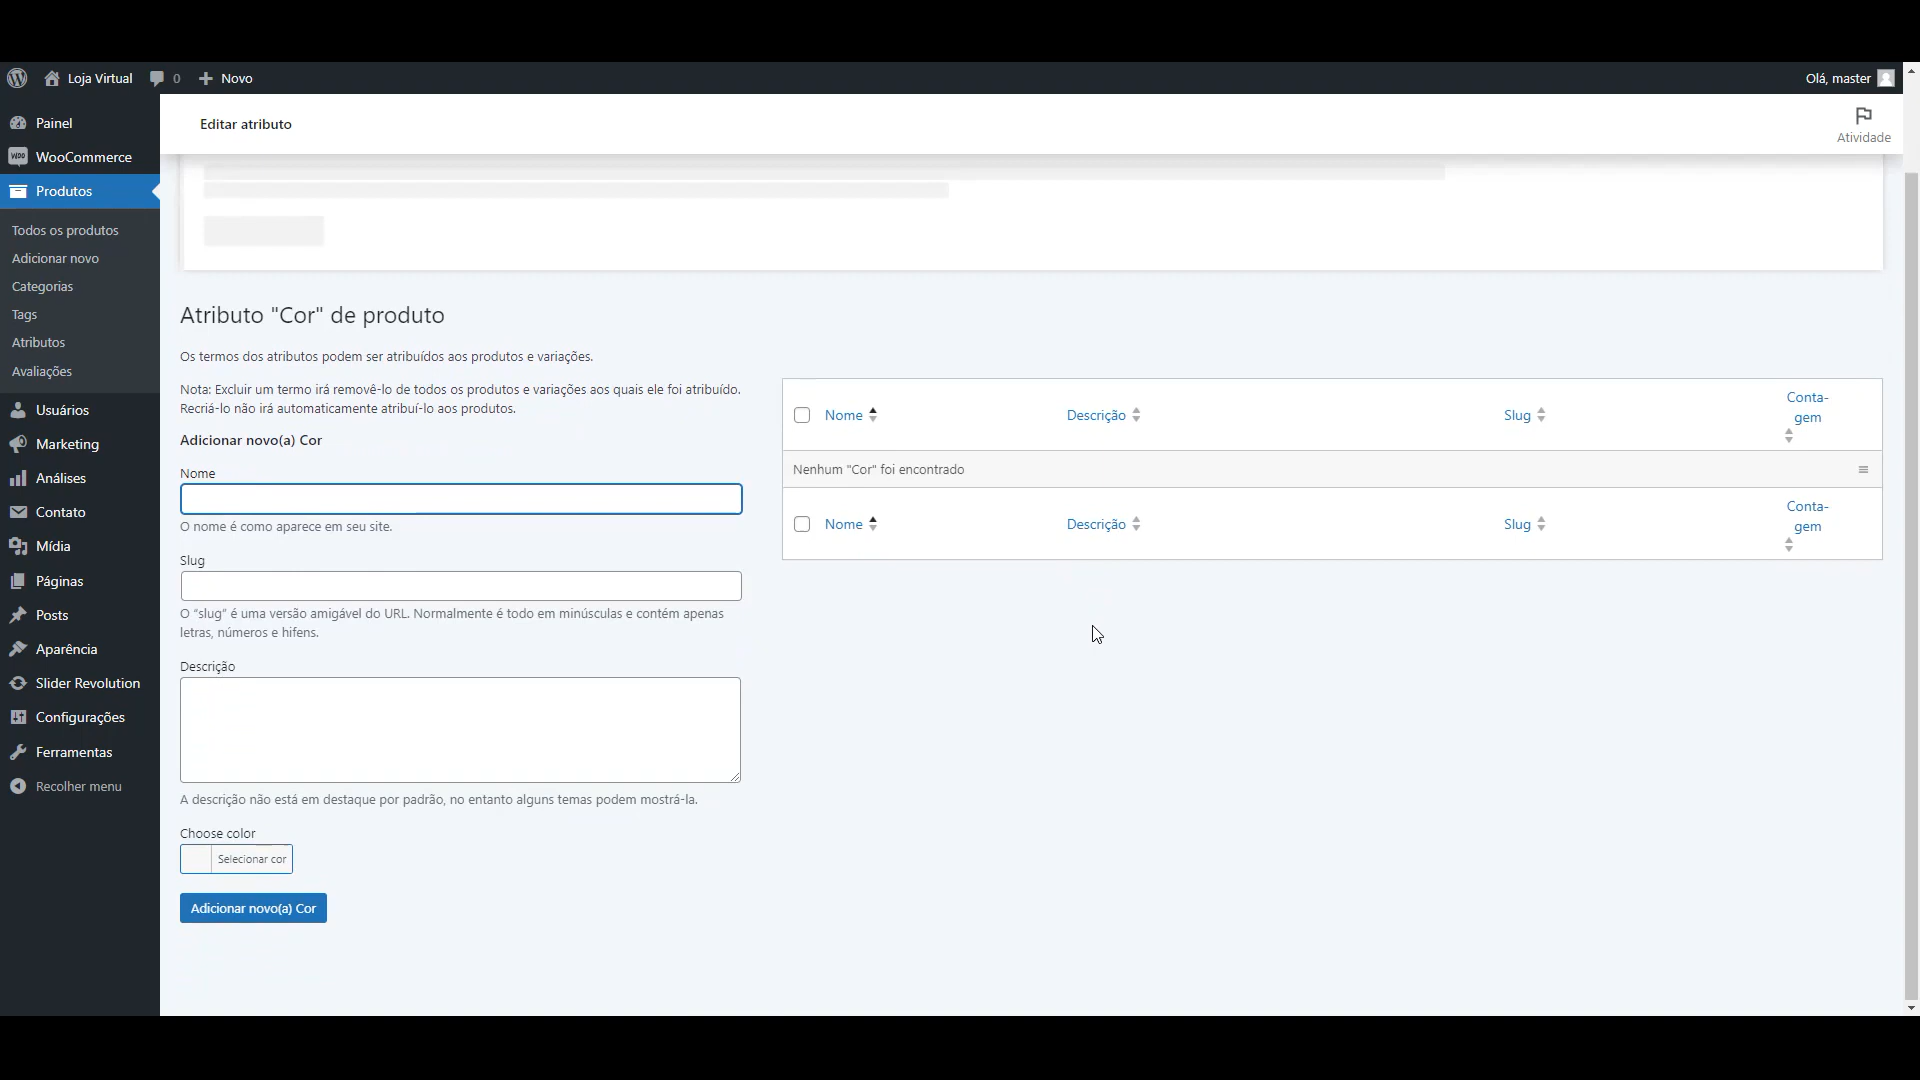 Loja Virtual
0
Novo
Olá, master
Painel
WooCommerce
Produtos
Todos os produtos
Adicionar novo
Categorias
Tags
Atributos
Avaliações
Usuários
Marketing
Análises
Contato
Mídia
Páginas
Posts
Aparência
Slider Revolution
Configurações
Ferramentas
Recolher menu
Editar atributo
Atividade
Atributo "Cor" de produto
Os termos dos atributos podem ser atribuídos aos produtos e variações.
Nota: Excluir um termo irá removê-lo de todos os produtos e variações aos quais ele foi atribuído.
Recriá-lo não irá automaticamente atribuí-lo aos produtos.
Adicionar novo(a) Cor
Nome
O nome é como aparece em seu site.
Slug
O “slug” é uma versão amigável do URL. Normalmente é todo em minúsculas e contém apenas
letras, números e hifens.
Descrição
A descrição não está em destaque por padrão, no entanto alguns temas podem mostrá-la.
Choose color
Selecionar cor
Adicionar novo(a) Cor
Nome Descrição Slug Conta-
gem
Nenhum "Cor" foi encontrado
Nome Descrição Slug Conta-
gem